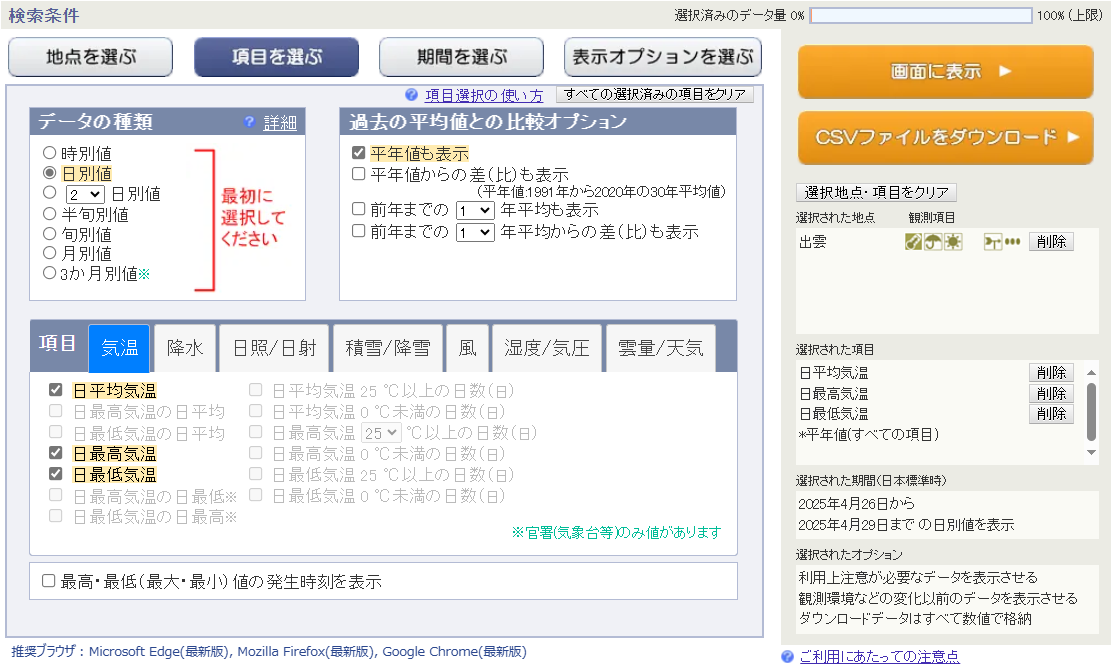 検索条件
選択済みのデータ量 0% 100% (上限)
地点を選ぶ 項目を選ぶ 期間を選ぶ 表示オプションを選ぶ
項目選択の使い方 すべての選択済みの項目をクリア
データの種類 詳細
時別値
日別値
2 日別値
半旬別値
旬別値
月別値
3か月別値※
最初に
選択して
ください
過去の平均値との比較オプション
平年値も表示
平年値からの差(比)も表示
(平年値:1991年から2020年の30年平均値)
前年までの 1 年平均も表示
前年までの 1 年平均からの差(比)も表示
項目 気温 降水 日照/日射 積雪/降雪 風 湿度/気圧 雲量/天気
日平均気温
日最高気温の日平均
日最低気温の日平均
日最高気温
日最低気温
日最高気温の日最低※
日最低気温の日最高※
日平均気温 25 ℃以上の日数(日)
日平均気温 0 ℃未満の日数(日)
日最高気温 25 ℃以上の日数(日)
日最高気温 0 ℃未満の日数(日)
日最低気温 25 ℃以上の日数(日)
日最低気温 0 ℃未満の日数(日)
※官署(気象台等)のみ値があります
最高・最低(最大・最小)値の発生時刻を表示
推奨ブラウザ:Microsoft Edge(最新版), Mozilla Firefox(最新版), Google Chrome(最新版)
画面に表示
CSVファイルをダウンロード
選択地点・項目をクリア
選択された地点 観測項目
出雲 削除
選択された項目
日平均気温 削除
日最高気温 削除
日最低気温 削除
*平年値(すべての項目)
選択された期間(日本標準時)
2025年4月26日から
2025年4月29日までの日別値を表示
選択されたオプション
利用上注意が必要なデータを表示させる
観測環境などの変化以前のデータを表示させる
ダウンロードデータはすべて数値で格納
ご利用にあたっての注意点